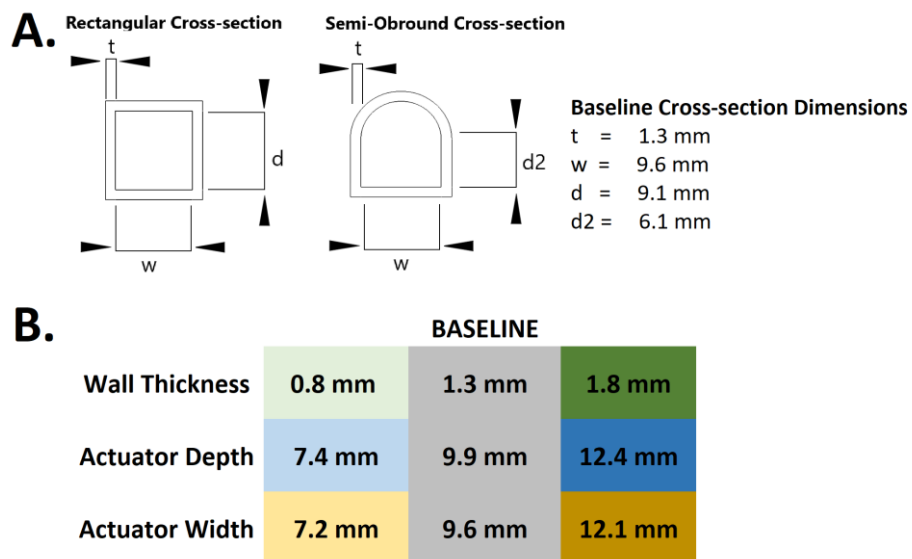 A.
Rectangular Cross-section
Semi-Obround Cross-section
t
d
w
t
d2
w
Baseline Cross-section Dimensions
t = 1.3 mm
w = 9.6 mm
d = 9.1 mm
d2 = 6.1 mm
B.
BASELINE
Wall Thickness 0.8 mm 1.3 mm 1.8 mm
Actuator Depth 7.4 mm 9.9 mm 12.4 mm
Actuator Width 7.2 mm 9.6 mm 12.1 mm